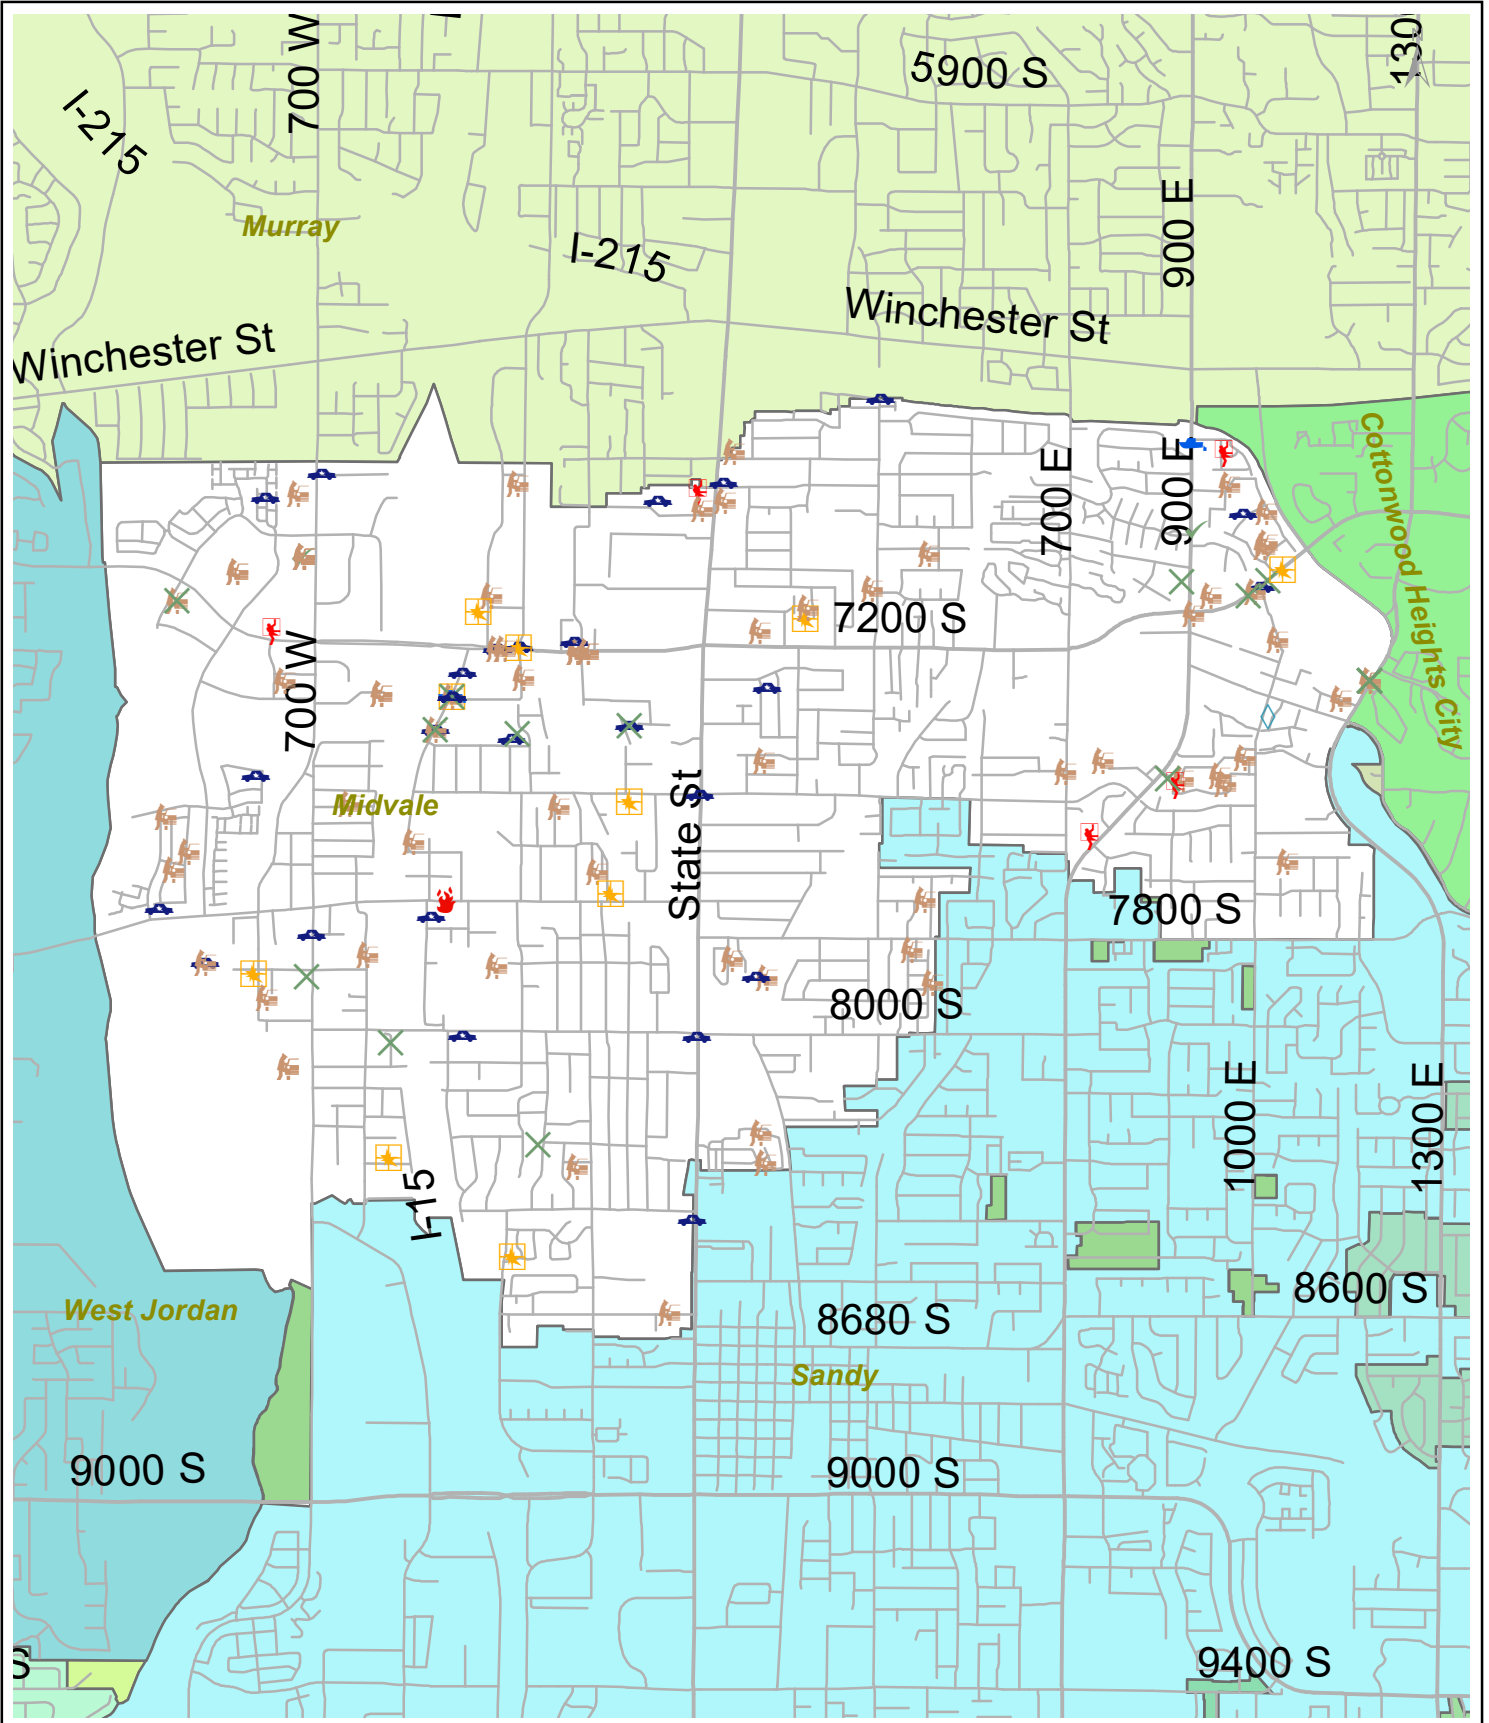 700 W
130
5900 S
I-215
900 E
Murray
I-215
Winchester St
Winchester St
Cottonwood Heights City
700 E
900 E
7200 S
700 W
Midvale
State St
7800 S
8000 S
1000 E
1300 E
I-15
8600 S
West Jordan
8680 S
Sandy
9000 S
9000 S
S
9400 S